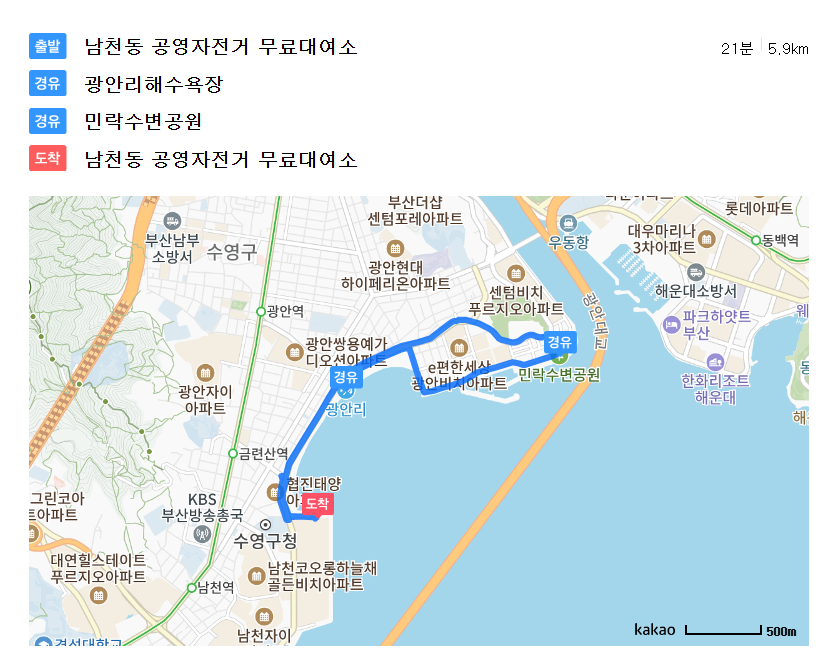 출발 남천동 공영자전거 무료대여소
21분 5.9km
경유 광안리해수욕장
경유 민락수변공원
도착 남천동 공영자전거 무료대여소
부산더샵
센텀포레아파트
롯데아파트
부산남부
소방서
수영구
우동항
대우마리나
3차아파트
동백역
광안현대
하이페리온아파트
센텀비치
푸르지오아파트
해운대소방서
광안대교
광안역
파크하얏트
부산
광안쌍용예가
디오션아파트
경유
e편한세상
광안비치아파트
민락수변공원
한화리조트
해운대
경유
광안리
광안자이
아파트
금련산역
협진태양
도착
KBS
부산방송총국
수영구청
대연힐스테이트
푸르지오아파트
남천코오롱하늘채
골든비치아파트
남천역
남천자이
kakao
500m